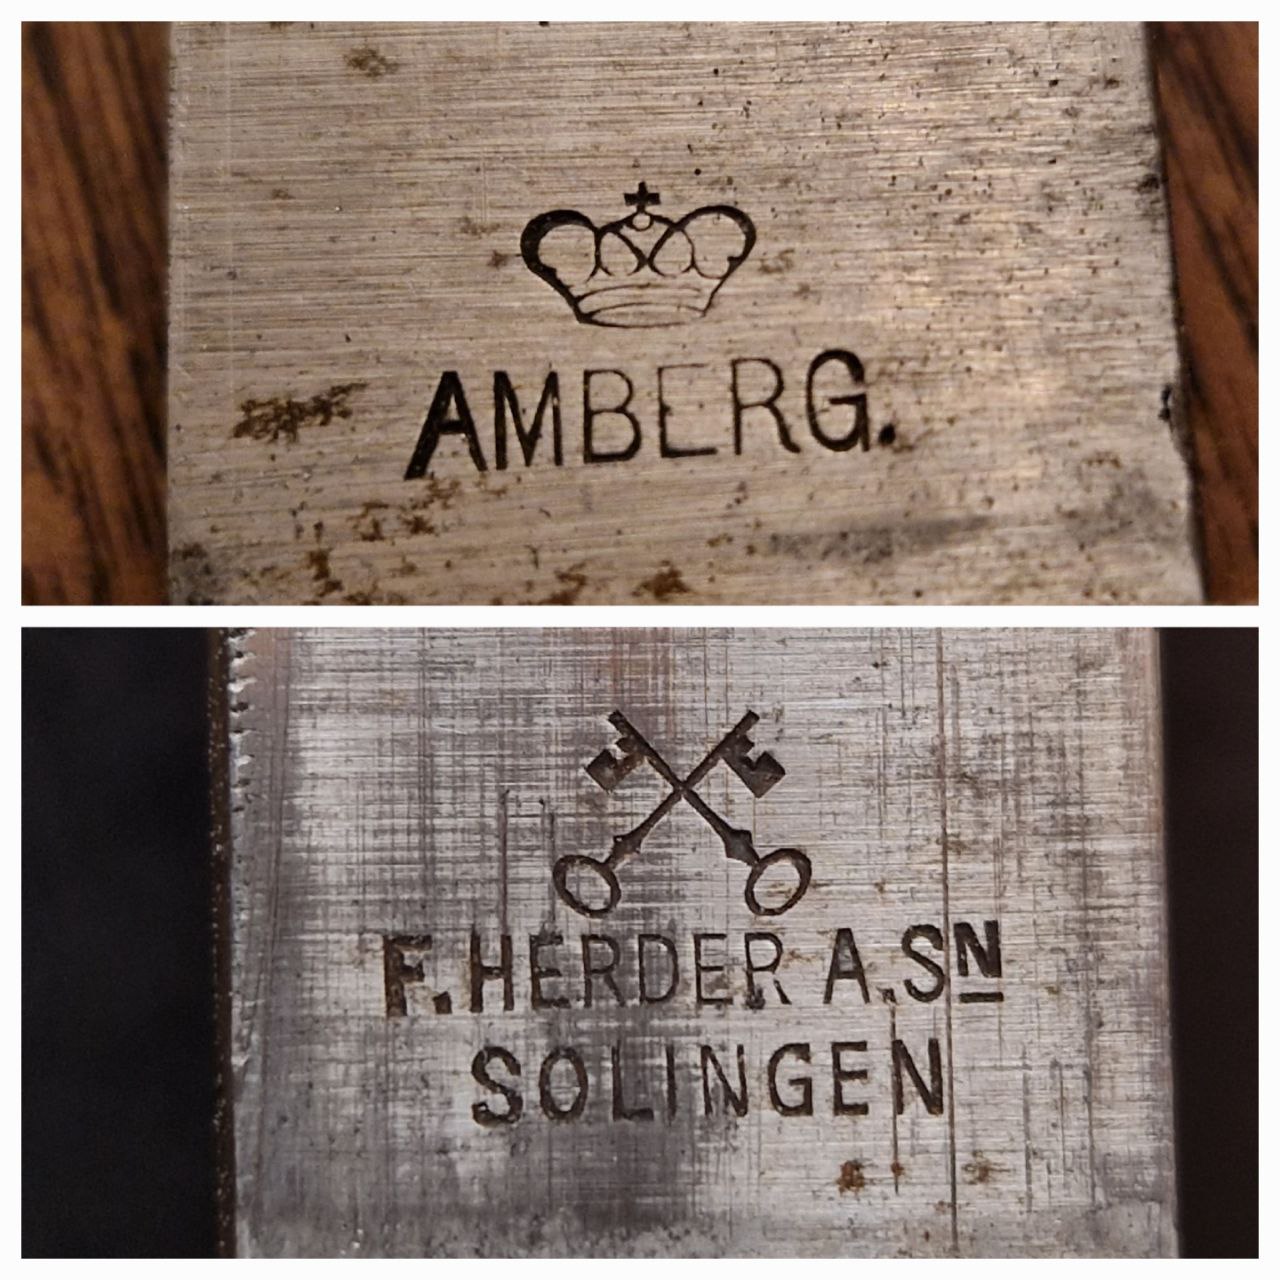 AMBERG.
F. HERDER A. SN
SOLINGEN